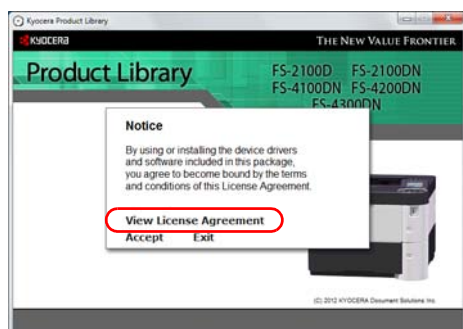 Kyocera Product Library
KYOCERA
THE NEW VALUE FRONTIER
Product Library
FS-2100D FS-2100DN
FS-4100DN FS-4200DN
FS-4300DN
Notice
By using or installing the device drivers
and software included in this package,
you agree to become bound by the terms
and conditions of this License Agreement.
View License Agreement
Accept Exit
(C) 2012 KYOCERA Document Solutions Inc.